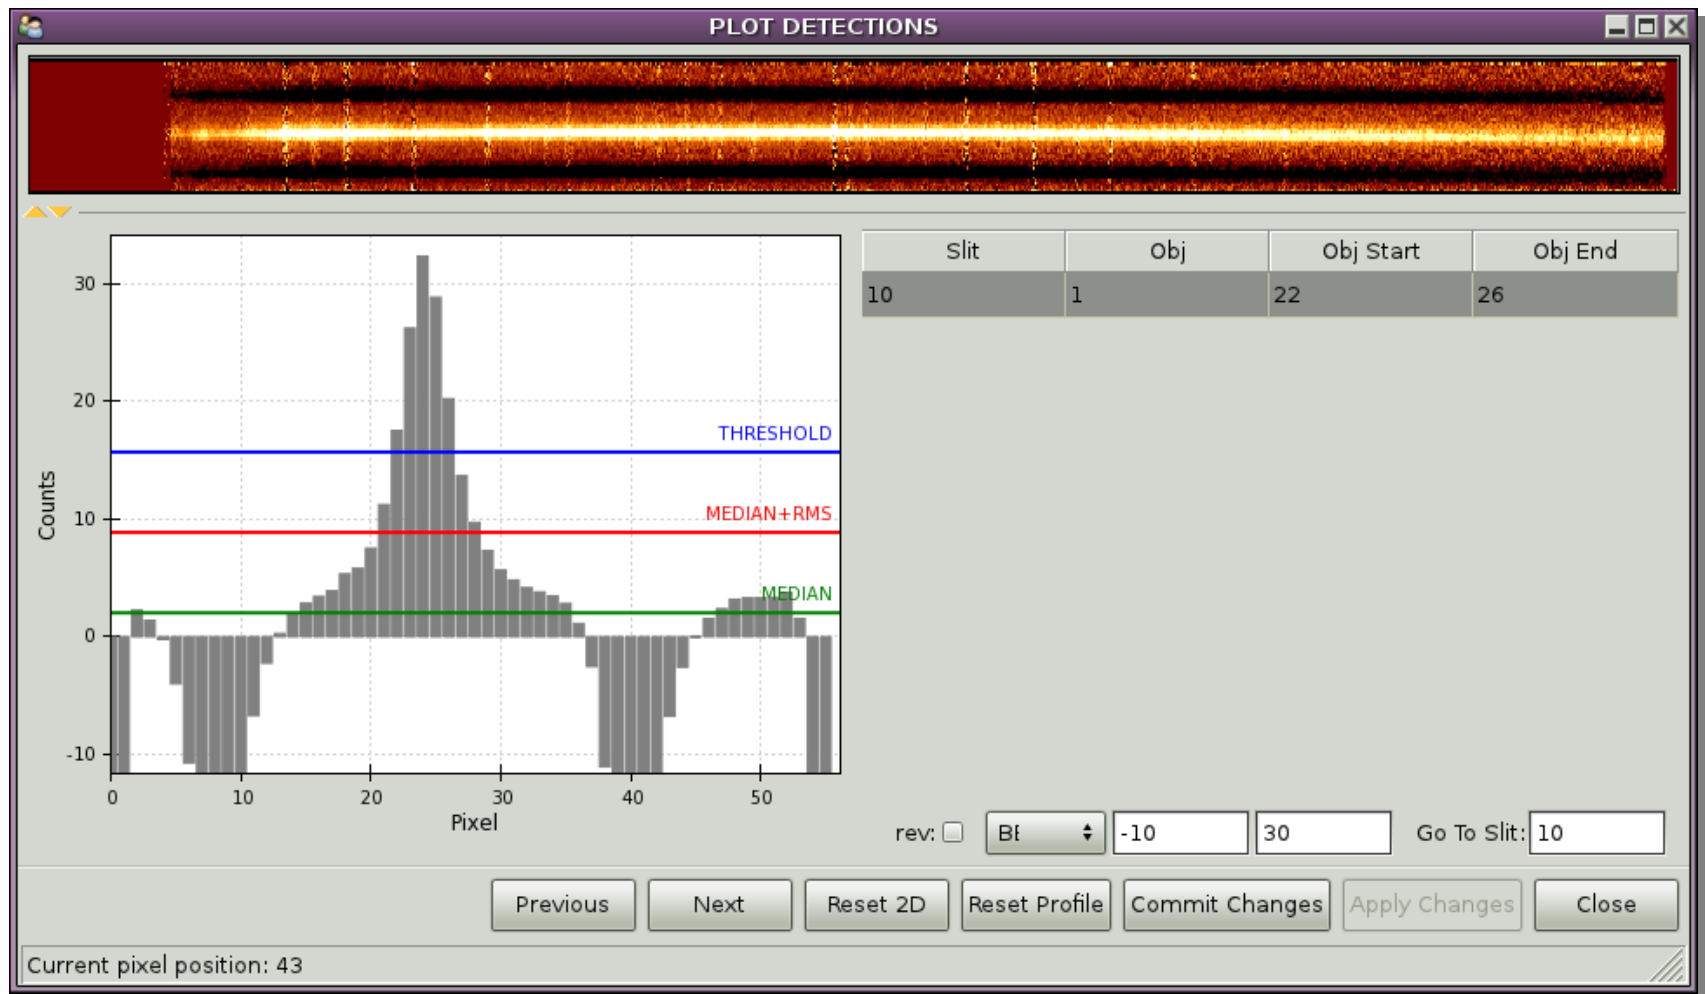 PLOT DETECTIONS
30
20
10
0
-10
Counts
THRESHOLD
MEDIAN+RMS
MEDIAN
0 10 20 30 40 50
Pixel
Slit Obj Obj Start Obj End
10 1 22 26
rev: -10 30 Go To Slit: 10
Previous Next Reset 2D Reset Profile Commit Changes Apply Changes Close
Current pixel position: 43